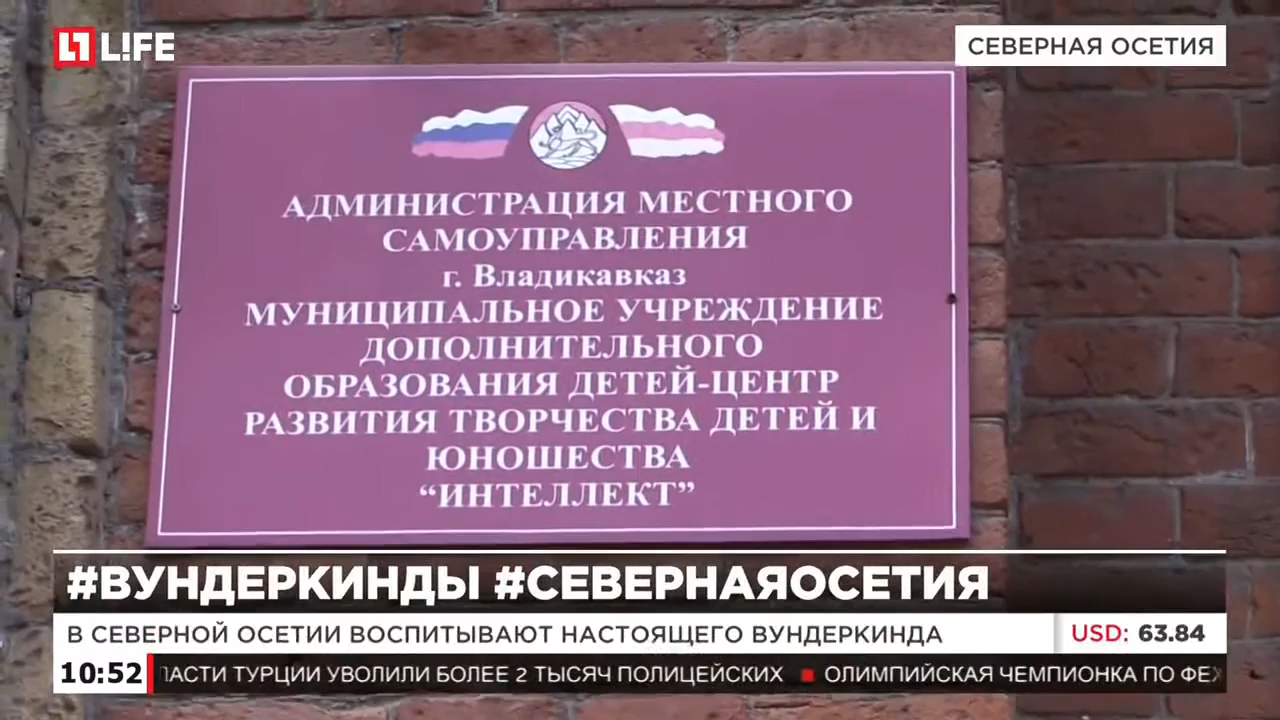 LIFE
СЕВЕРНАЯ ОСЕТИЯ
АДМИНИСТРАЦИЯ МЕСТНОГО
САМОУПРАВЛЕНИЯ
г. Владикавказ
МУНИЦИПАЛЬНОЕ УЧРЕЖДЕНИЕ
ДОПОЛНИТЕЛЬНОГО
ОБРАЗОВАНИЯ ДЕТЕЙ-ЦЕНТР
РАЗВИТИЯ ТВОРЧЕСТВА ДЕТЕЙ И
ЮНОШЕСТВА
“ИНТЕЛЛЕКТ”
#ВУНДЕРКИНДЫ #СЕВЕРНАЯОСЕТИЯ
В СЕВЕРНОЙ ОСЕТИИ ВОСПИТЫВАЮТ НАСТОЯЩЕГО ВУНДЕРКИНДА
USD: 63.84
10:52 ТУРЦИИ УВОЛИЛИ БОЛЕЕ 2 ТЫСЯЧ ПОЛИЦЕЙСКИХ ■ ОЛИМПИЙСКАЯ ЧЕМПИОНКА ПО